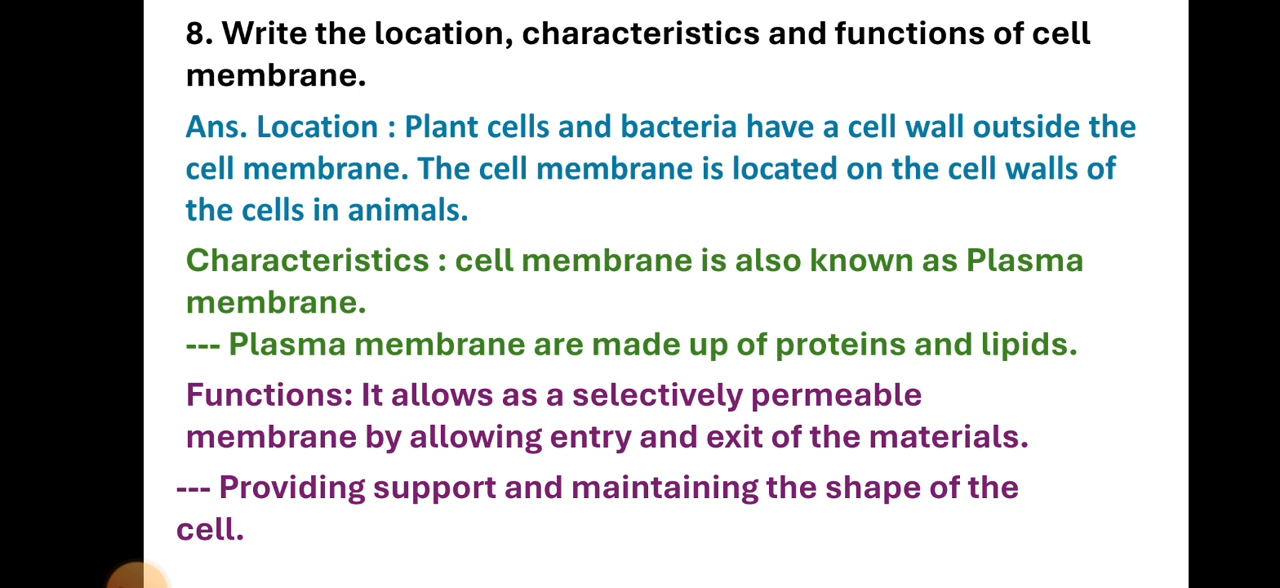 8. Write the location, characteristics and functions of cell
membrane.
Ans. Location : Plant cells and bacteria have a cell wall outside the
cell membrane. The cell membrane is located on the cell walls of
the cells in animals.
Characteristics : cell membrane is also known as Plasma
membrane.
--- Plasma membrane are made up of proteins and lipids.
Functions: It allows as a selectively permeable
membrane by allowing entry and exit of the materials.
--- Providing support and maintaining the shape of the
cell.